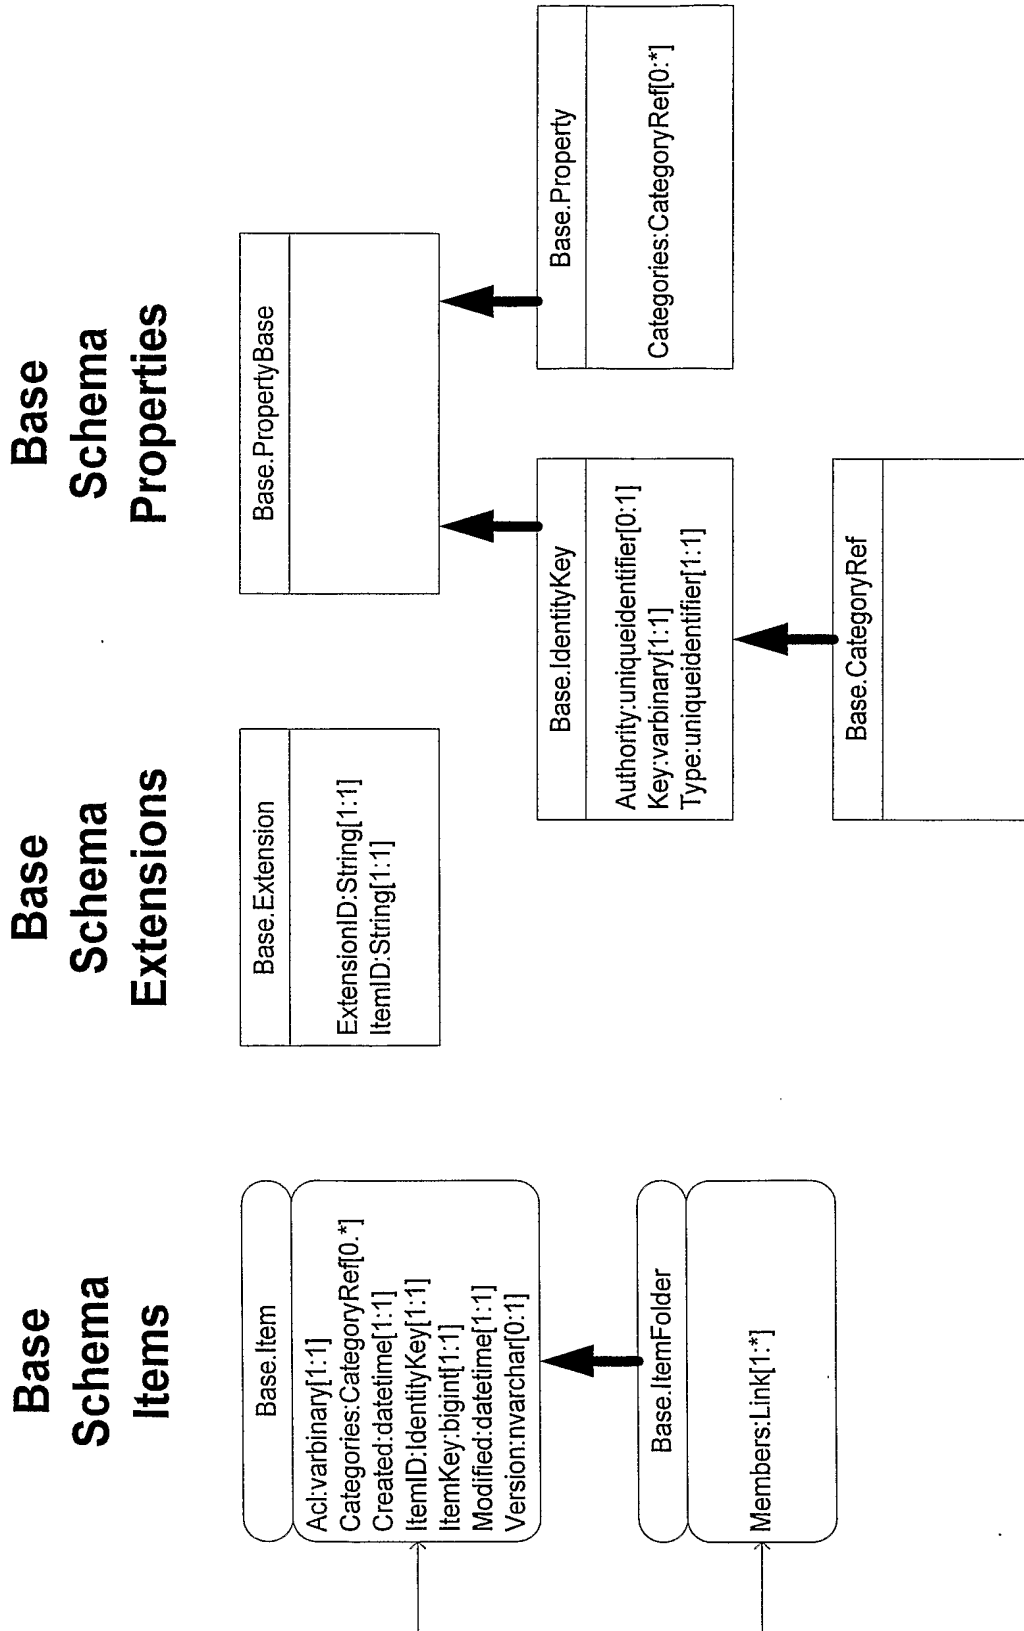 Base
Schema
Items
Base.Item
Acl:varbinary[1:1]
Categories:CategoryRef[0.*]
Created:datetime[1:1]
ItemID:IdentityKey[1:1]
ItemKey:bigint[1:1]
Modified:datetime[1:1]
Version:nvarchar[0:1]
Base.ItemFolder
Members:Link[1:*]
Base
Schema
Extensions
Base.Extension
ExtensionID:String[1:1]
ItemID:String[1:1]
Base
Schema
Properties
Base.PropertyBase
Base.IdentityKey
Authority:uniqueidentifier[0:1]
Key:varbinary[1:1]
Type:uniqueidentifier[1:1]
Base.Property
Categories:CategoryRef[0:*]
Base.CategoryRef